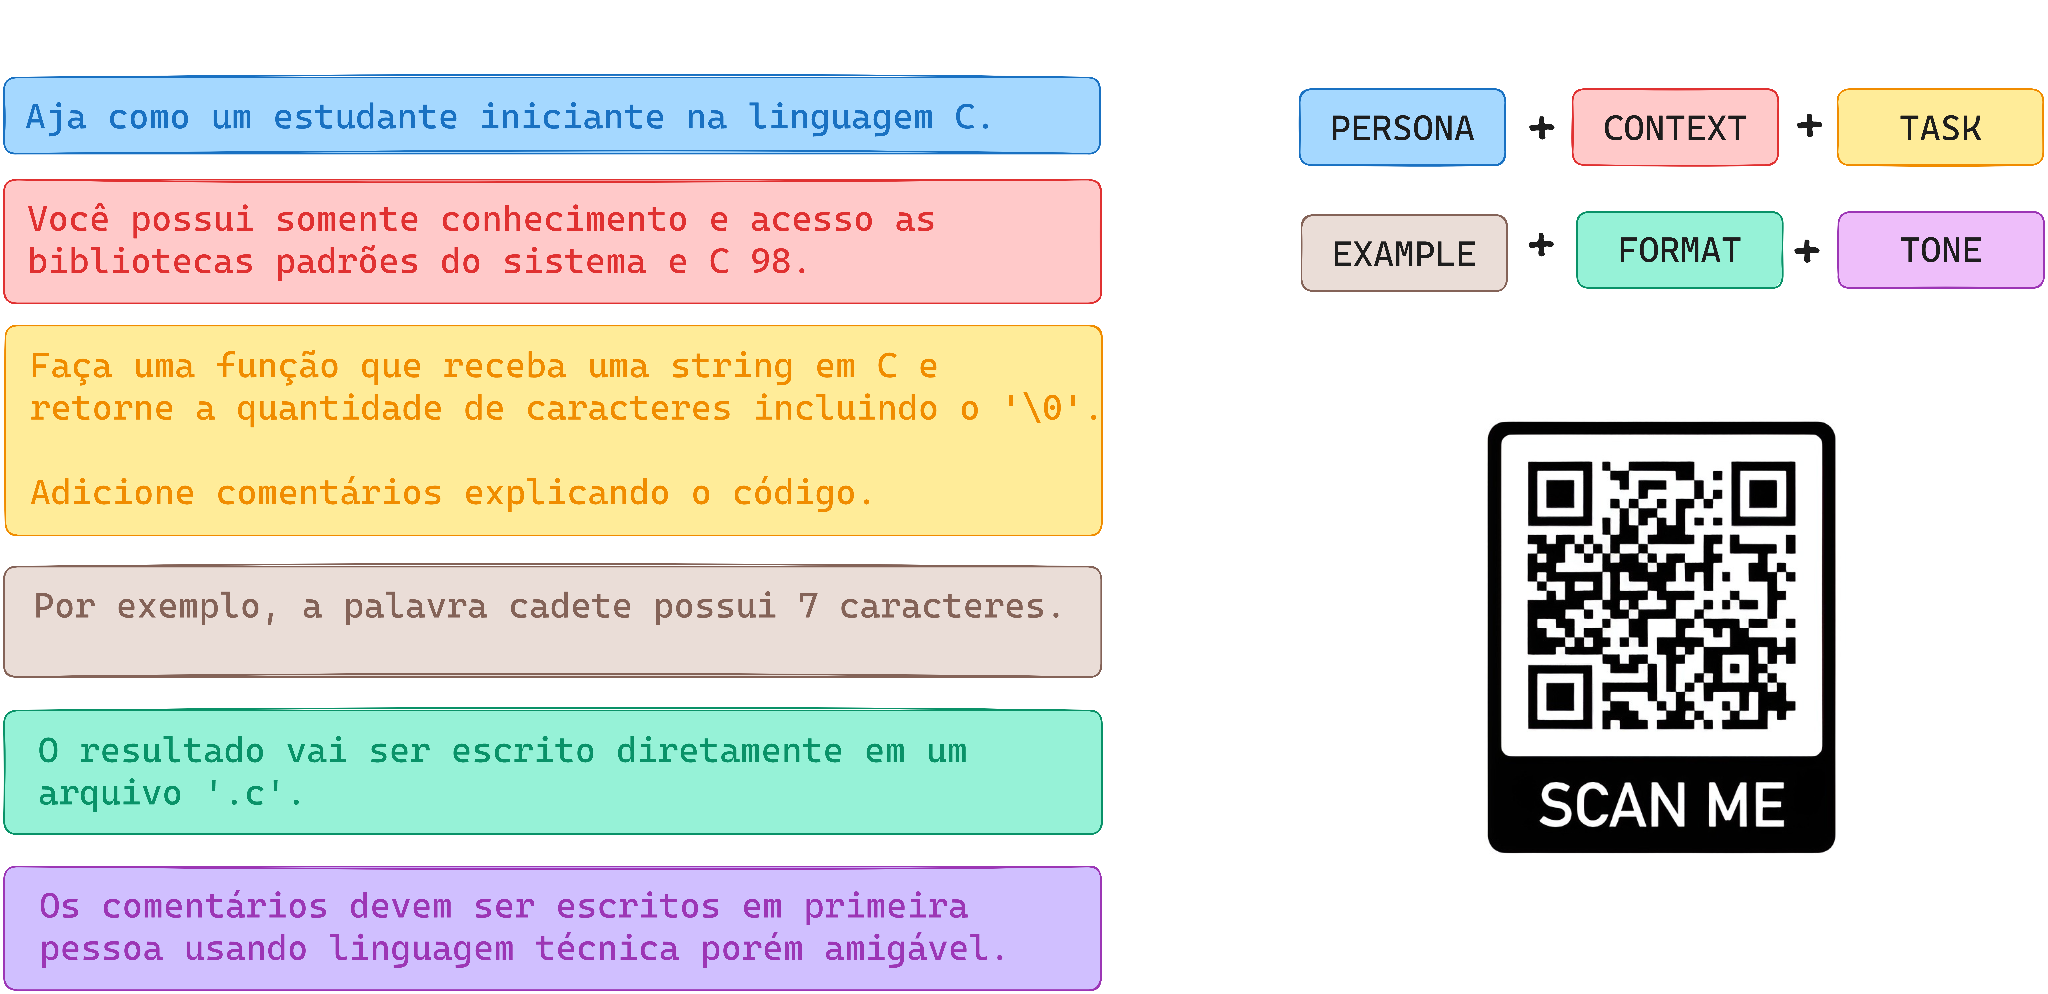 Aja como um estudante iniciante na linguagem C.
Você possui somente conhecimento e acesso as
bibliotecas padrões do sistema e C 98.
Faça uma função que receba uma string em C e
retorne a quantidade de caracteres incluindo o '\0'.
Adicione comentários explicando o código.
Por exemplo, a palavra cadete possui 7 caracteres.
O resultado vai ser escrito diretamente em um
arquivo '.c'.
Os comentários devem ser escritos em primeira
pessoa usando linguagem técnica porém amigável.
PERSONA + CONTEXT + TASK
EXAMPLE + FORMAT + TONE
SCAN ME